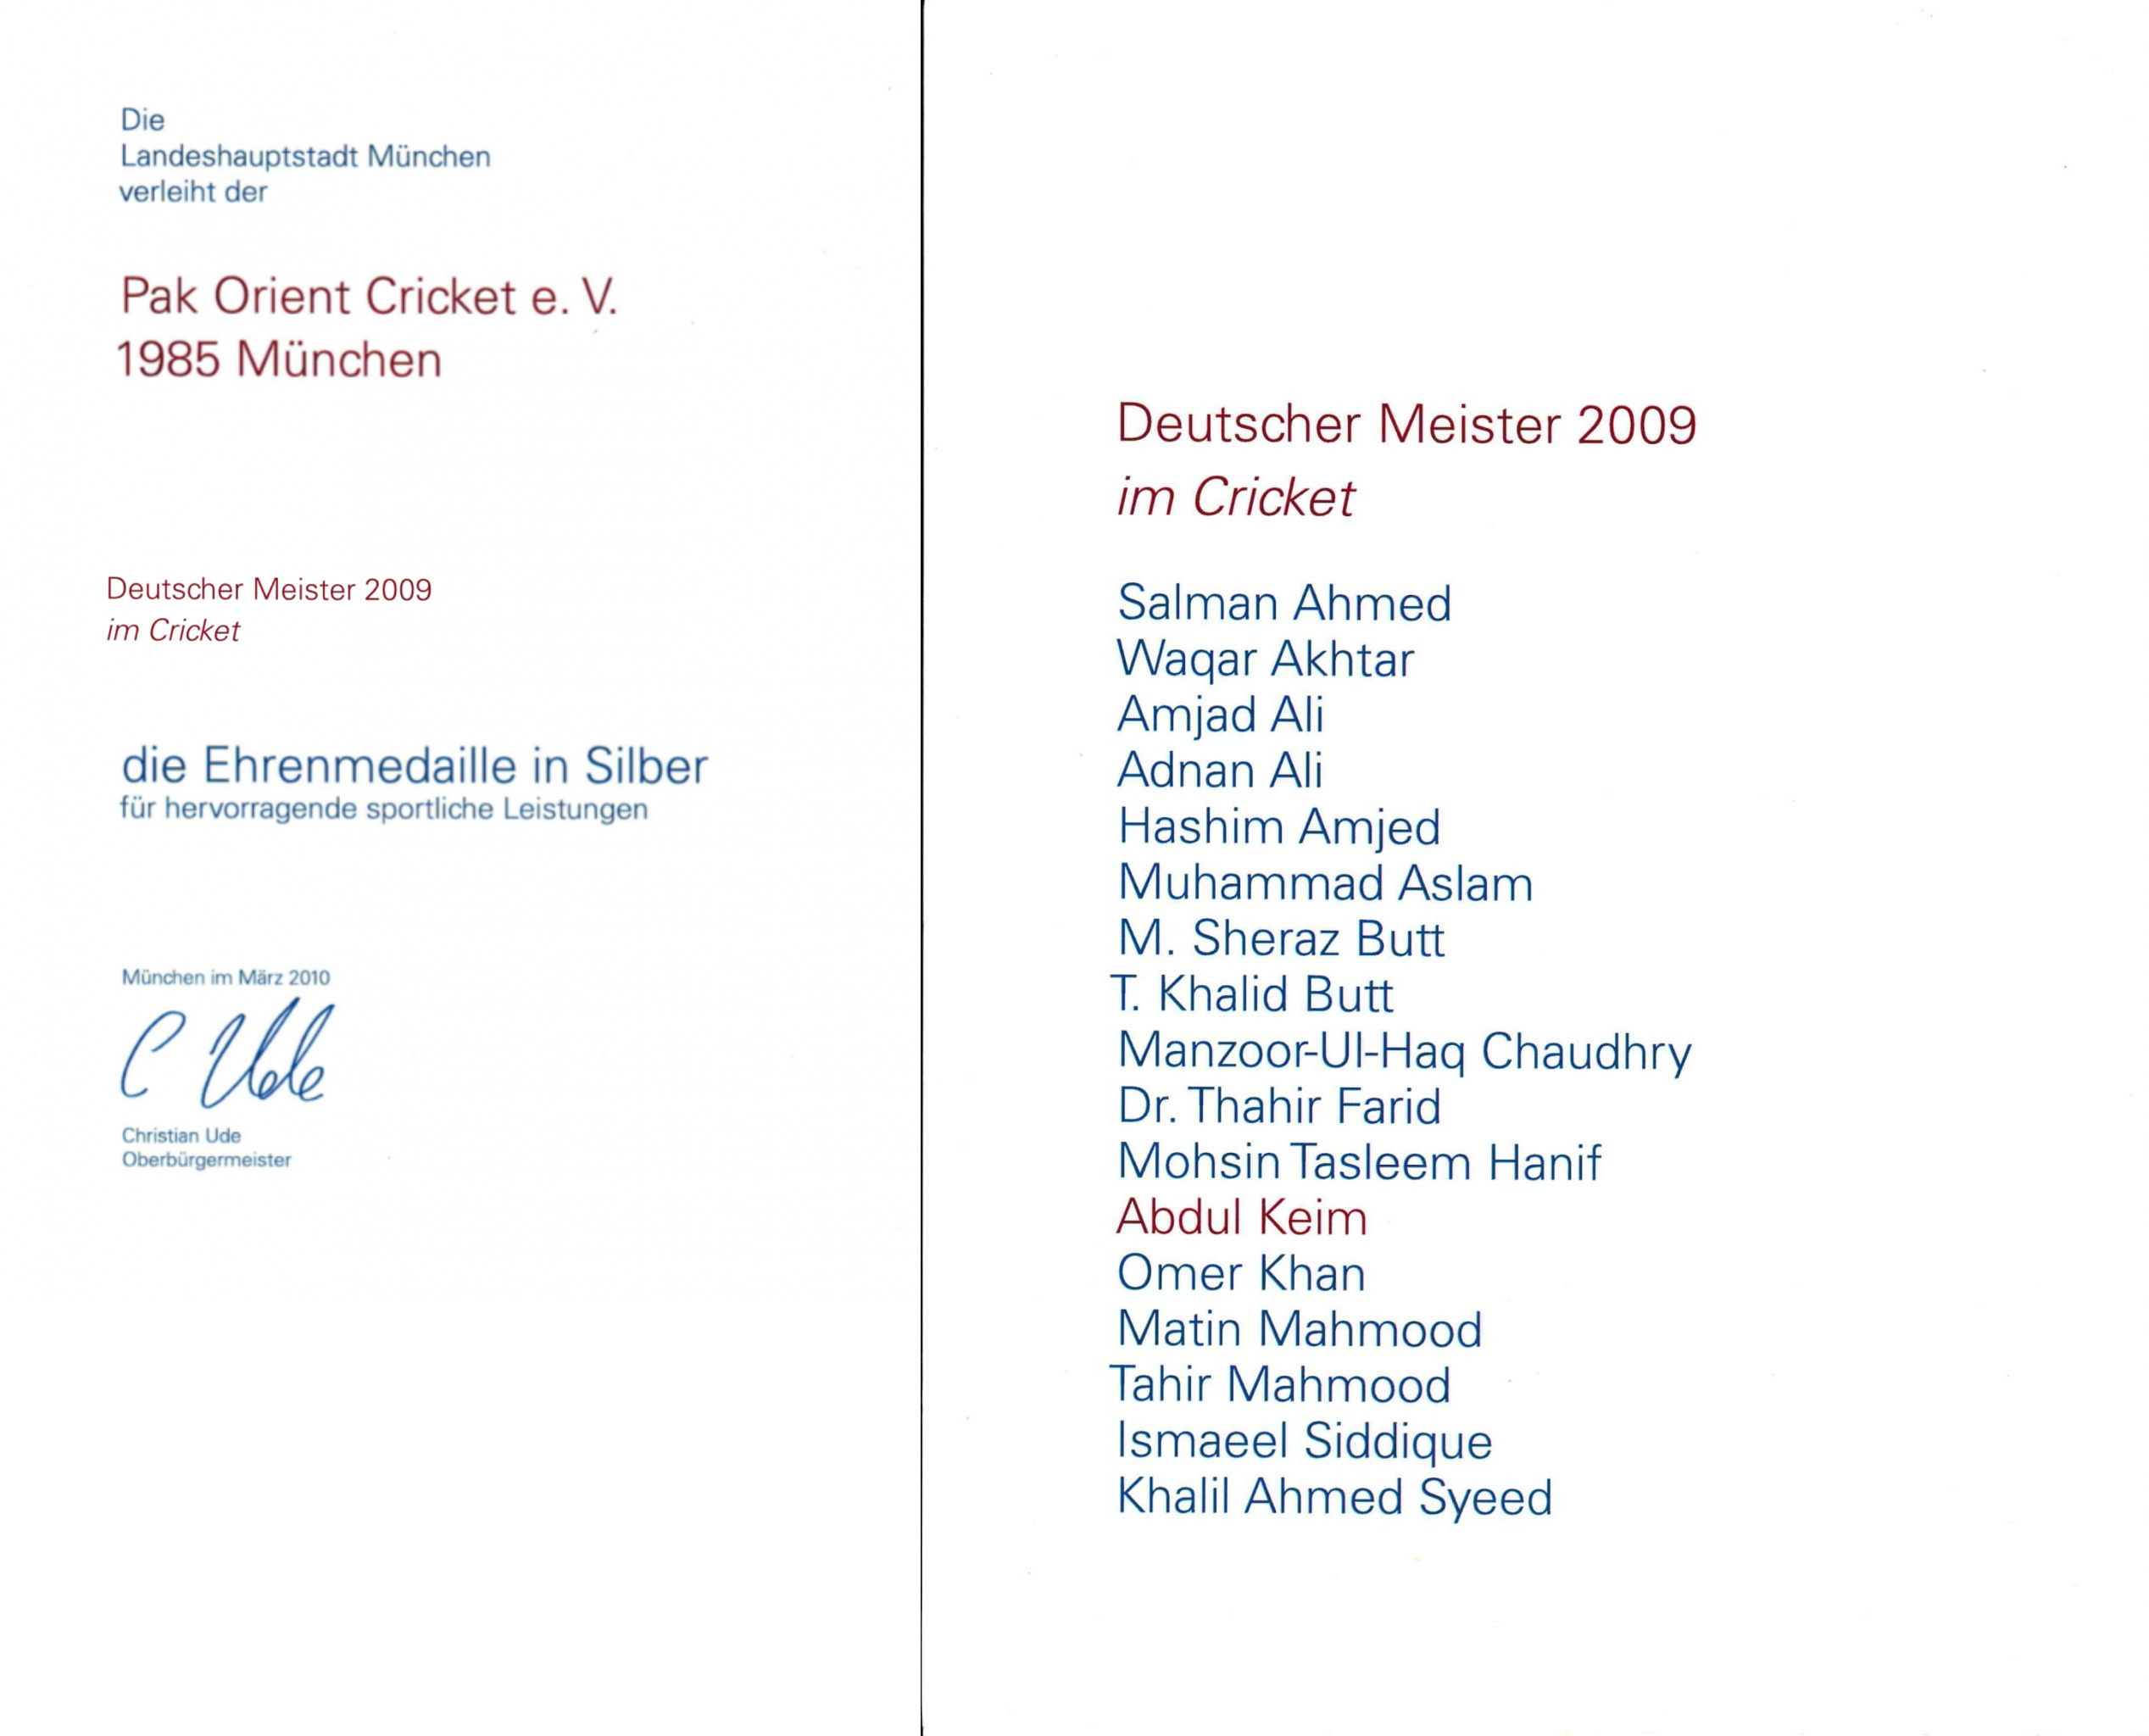 Die
Landeshauptstadt München
verleiht der
Pak Orient Cricket e. V.
1985 München
Deutscher Meister 2009
im Cricket
die Ehrenmedaille in Silber
für hervorragende sportliche Leistungen
München im März 2010
C Ude
Christian Ude
Oberbürgermeister
Deutscher Meister 2009
im Cricket
Salman Ahmed
Waqar Akhtar
Amjad Ali
Adnan Ali
Hashim Amjed
Muhammad Aslam
M. Sheraz Butt
T. Khalid Butt
Manzoor-Ul-Haq Chaudhry
Dr. Thahir Farid
Mohsin Tasleem Hanif
Abdul Keim
Omer Khan
Matin Mahmood
Tahir Mahmood
Ismaeel Siddique
Khalil Ahmed Syeed